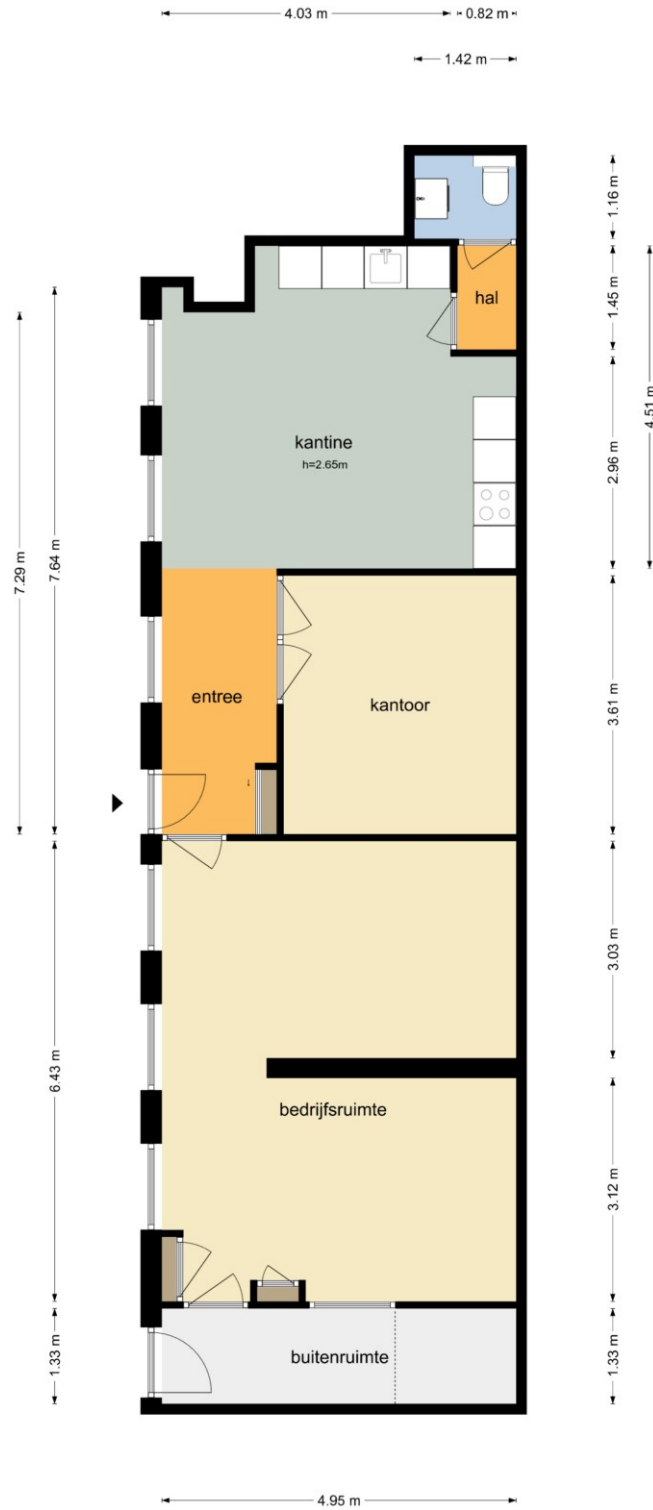 4.03 m
0.82 m
1.42 m
1.16 m
hal
1.45 m
4.51 m
kantine
h=2.65m
2.96 m
7.29 m
7.64 m
entree
kantoor
3.61 m
3.03 m
6.43 m
bedrijfsruimte
3.12 m
buitenruimte
1.33 m
1.33 m
4.95 m